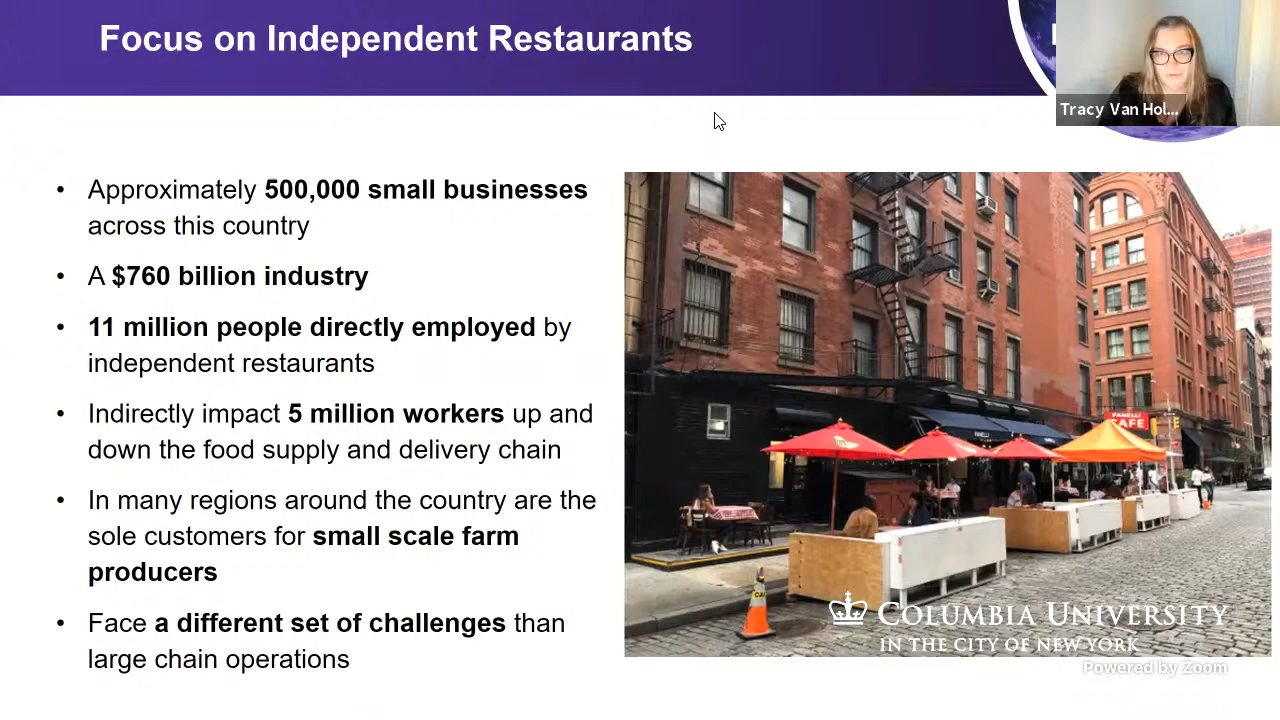 Focus on Independent Restaurants
Tracy Van Hol...
• Approximately 500,000 small businesses
across this country
• A $760 billion industry
• 11 million people directly employed by
independent restaurants
• Indirectly impact 5 million workers up and
down the food supply and delivery chain
• In many regions around the country are the
sole customers for small scale farm
producers
• Face a different set of challenges than
large chain operations
FANELLI
CAFE
FANELLI
COLUMBIA UNIVERSITY
IN THE CITY OF NEW YORK
Powered by Zoom